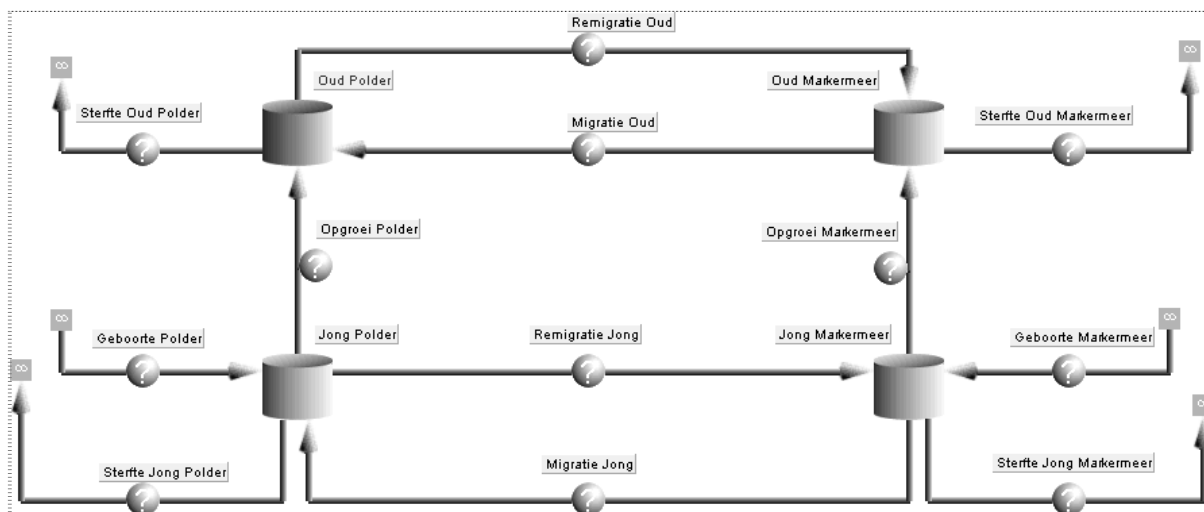 Remigratie Oud
Oud Polder
Oud Markermeer
∞
∞
Sterfte Oud Polder
Migratie Oud
Sterfte Oud Markermeer
?
?
?
?
Opgroei Polder
Opgroei Markermeer
?
?
∞
∞
Geboorte Polder
Jong Polder
Remigratie Jong
Jong Markermeer
Geboorte Markermeer
∞
?
?
?
∞
Sterfte Jong Polder
Migratie Jong
Sterfte Jong Markermeer
?
?
?